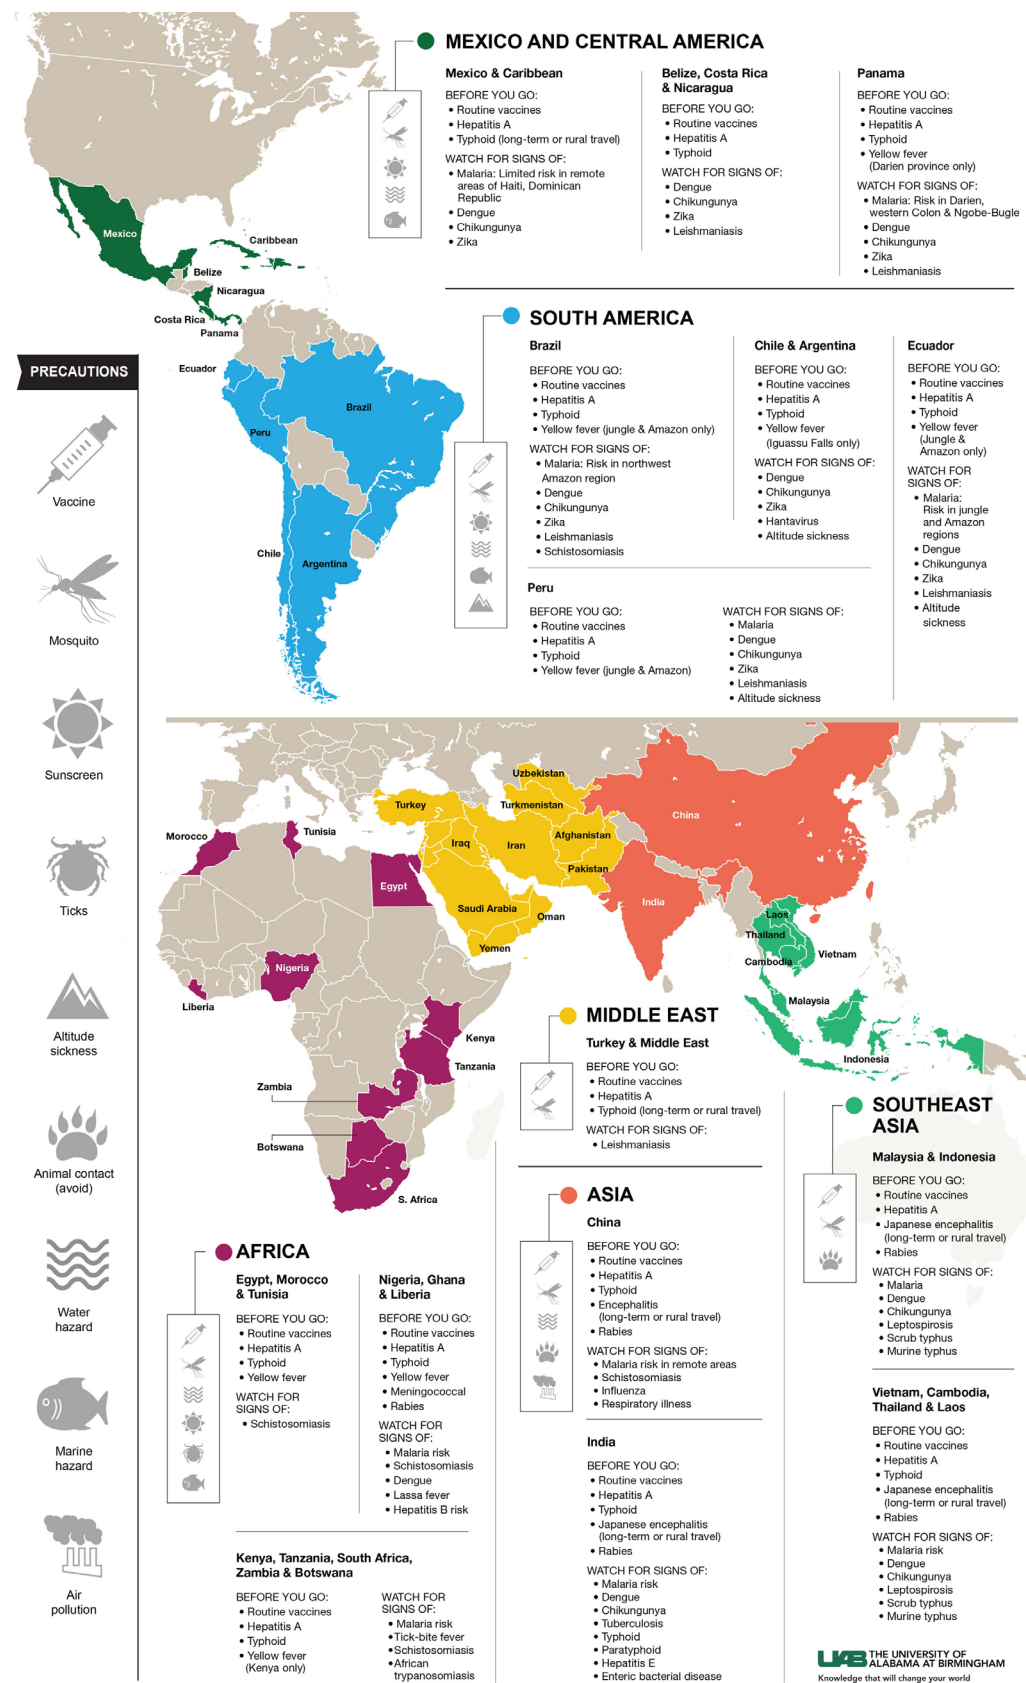 MEXICO AND CENTRAL AMERICA
Mexico & Caribbean
BEFORE YOU GO:
• Routine vaccines
• Hepatitis A
• Typhoid (long-term or rural travel)
WATCH FOR SIGNS OF:
• Malaria: Limited risk in remote
areas of Haiti, Dominican
Republic
• Dengue
• Chikungunya
• Zika
Belize, Costa Rica
& Nicaragua
BEFORE YOU GO:
• Routine vaccines
• Hepatitis A
• Typhoid
WATCH FOR SIGNS OF:
• Dengue
• Chikungunya
• Zika
• Leishmaniasis
Panama
BEFORE YOU GO:
• Routine vaccines
• Hepatitis A
• Typhoid
• Yellow fever
(Darien province only)
WATCH FOR SIGNS OF:
• Malaria: Risk in Darien,
western Colon & Ngobe-Bugle
• Dengue
• Chikungunya
• Zika
• Leishmaniasis
Mexico
Caribbean
Belize
Nicaragua
Costa Rica
Panama
Ecuador
Brazil
Peru
Chile
Argentina
SOUTH AMERICA
Brazil
BEFORE YOU GO:
• Routine vaccines
• Hepatitis A
• Typhoid
• Yellow fever (jungle & Amazon only)
WATCH FOR SIGNS OF:
• Malaria: Risk in northwest
Amazon region
• Dengue
• Chikungunya
• Zika
• Leishmaniasis
• Schistosomiasis
Chile & Argentina
BEFORE YOU GO:
• Routine vaccines
• Hepatitis A
• Typhoid
• Yellow fever
(Iguassu Falls only)
WATCH FOR SIGNS OF:
• Dengue
• Chikungunya
• Zika
• Hantavirus
• Altitude sickness
Ecuador
BEFORE YOU GO:
• Routine vaccines
• Hepatitis A
• Typhoid
• Yellow fever
(Jungle &
Amazon only)
WATCH FOR
SIGNS OF:
• Malaria:
Risk in jungle
and Amazon
regions
• Dengue
• Chikungunya
• Zika
• Leishmaniasis
• Altitude
sickness
Peru
BEFORE YOU GO:
• Routine vaccines
• Hepatitis A
• Typhoid
• Yellow fever (jungle & Amazon)
WATCH FOR SIGNS OF:
• Malaria
• Dengue
• Chikungunya
• Zika
• Leishmaniasis
• Altitude sickness
PRECAUTIONS
Vaccine
Mosquito
Sunscreen
Ticks
Altitude
sickness
Animal contact
(avoid)
Water
hazard
Marine
hazard
Air
pollution
Uzbekistan
Turkey
Turkmenistan
China
Morocco
Tunisia
Iraq
Iran
Afghanistan
Pakistan
Egypt
India
Saudi Arabia
Oman
Laos
Thailand
Yemen
Vietnam
Cambodia
Nigeria
Liberia
Malaysia
Kenya
Indonesia
Tanzania
Zambia
Botswana
S. Africa
MIDDLE EAST
Turkey & Middle East
BEFORE YOU GO:
• Routine vaccines
• Hepatitis A
• Typhoid (long-term or rural travel)
WATCH FOR SIGNS OF:
• Leishmaniasis
ASIA
China
BEFORE YOU GO:
• Routine vaccines
• Hepatitis A
• Typhoid
• Encephalitis
(long-term or rural travel)
• Rabies
WATCH FOR SIGNS OF:
• Malaria risk in remote areas
• Schistosomiasis
• Influenza
• Respiratory illness
India
BEFORE YOU GO:
• Routine vaccines
• Hepatitis A
• Typhoid
• Japanese encephalitis
(long-term or rural travel)
• Rabies
WATCH FOR SIGNS OF:
• Malaria risk
• Dengue
• Chikungunya
• Tuberculosis
• Typhoid
• Paratyphoid
• Hepatitis E
• Enteric bacterial disease
SOUTHEAST
ASIA
Malaysia & Indonesia
BEFORE YOU GO:
• Routine vaccines
• Hepatitis A
• Japanese encephalitis
(long-term or rural travel)
• Rabies
WATCH FOR SIGNS OF:
• Malaria
• Dengue
• Chikungunya
• Leptospirosis
• Scrub typhus
• Murine typhus
Vietnam, Cambodia,
Thailand & Laos
BEFORE YOU GO:
• Routine vaccines
• Hepatitis A
• Typhoid
• Japanese encephalitis
(long-term or rural travel)
• Rabies
WATCH FOR SIGNS OF:
• Malaria risk
• Dengue
• Chikungunya
• Leptospirosis
• Scrub typhus
• Murine typhus
AFRICA
Egypt, Morocco
& Tunisia
BEFORE YOU GO:
• Routine vaccines
• Hepatitis A
• Typhoid
• Yellow fever
WATCH FOR
SIGNS OF:
• Schistosomiasis
Nigeria, Ghana
& Liberia
BEFORE YOU GO:
• Routine vaccines
• Hepatitis A
• Typhoid
• Yellow fever
• Meningococcal
• Rabies
WATCH FOR
SIGNS OF:
• Malaria risk
• Schistosomiasis
• Dengue
• Lassa fever
• Hepatitis B risk
Kenya, Tanzania, South Africa,
Zambia & Botswana
BEFORE YOU GO:
• Routine vaccines
• Hepatitis A
• Typhoid
• Yellow fever
(Kenya only)
WATCH FOR
SIGNS OF:
• Malaria risk
• Tick-bite fever
• Schistosomiasis
• African
trypanosomiasis
UAB THE UNIVERSITY OF
ALABAMA AT BIRMINGHAM
Knowledge that will change your world